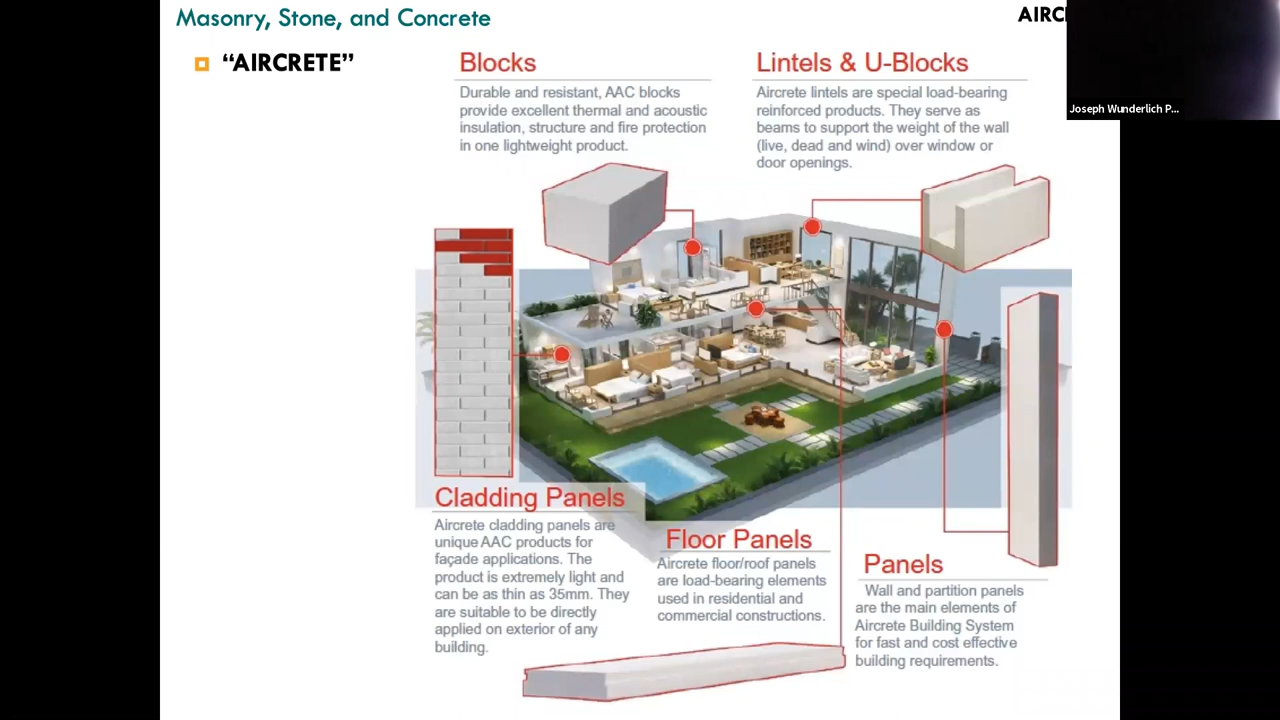 Masonry, Stone, and Concrete
AIRC
Joseph Wunderlich P...
“AIRCRETE”
Blocks
Durable and resistant, AAC blocks
provide excellent thermal and acoustic
insulation, structure and fire protection
in one lightweight product.
Lintels & U-Blocks
Aircrete lintels are special load-bearing
reinforced products. They serve as
beams to support the weight of the wall
(live, dead and wind) over window or
door openings.
Cladding Panels
Aircrete cladding panels are
unique AAC products for
façade applications. The
product is extremely light and
can be as thin as 35mm. They
are suitable to be directly
applied on exterior of any
building.
Floor Panels
Aircrete floor/roof panels
are load-bearing elements
used in residential and
commercial constructions.
Panels
Wall and partition panels
are the main elements of
Aircrete Building System
for fast and cost effective
building requirements.